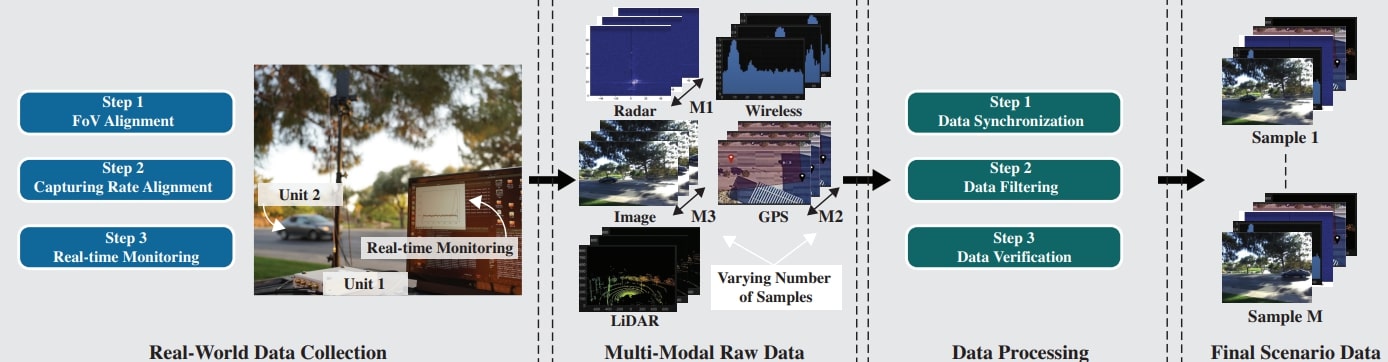 Step 1
FoV Alignment
Step 2
Capturing Rate Alignment
Step 3
Real-time Monitoring
Unit 2
Real-time Monitoring
Unit 1
Real-World Data Collection
Radar
M1
Wireless
Image
M3
GPS
M2
LiDAR
Varying Number
of Samples
Multi-Modal Raw Data
Step 1
Data Synchronization
Step 2
Data Filtering
Step 3
Data Verification
Data Processing
Sample 1
Sample M
Final Scenario Data